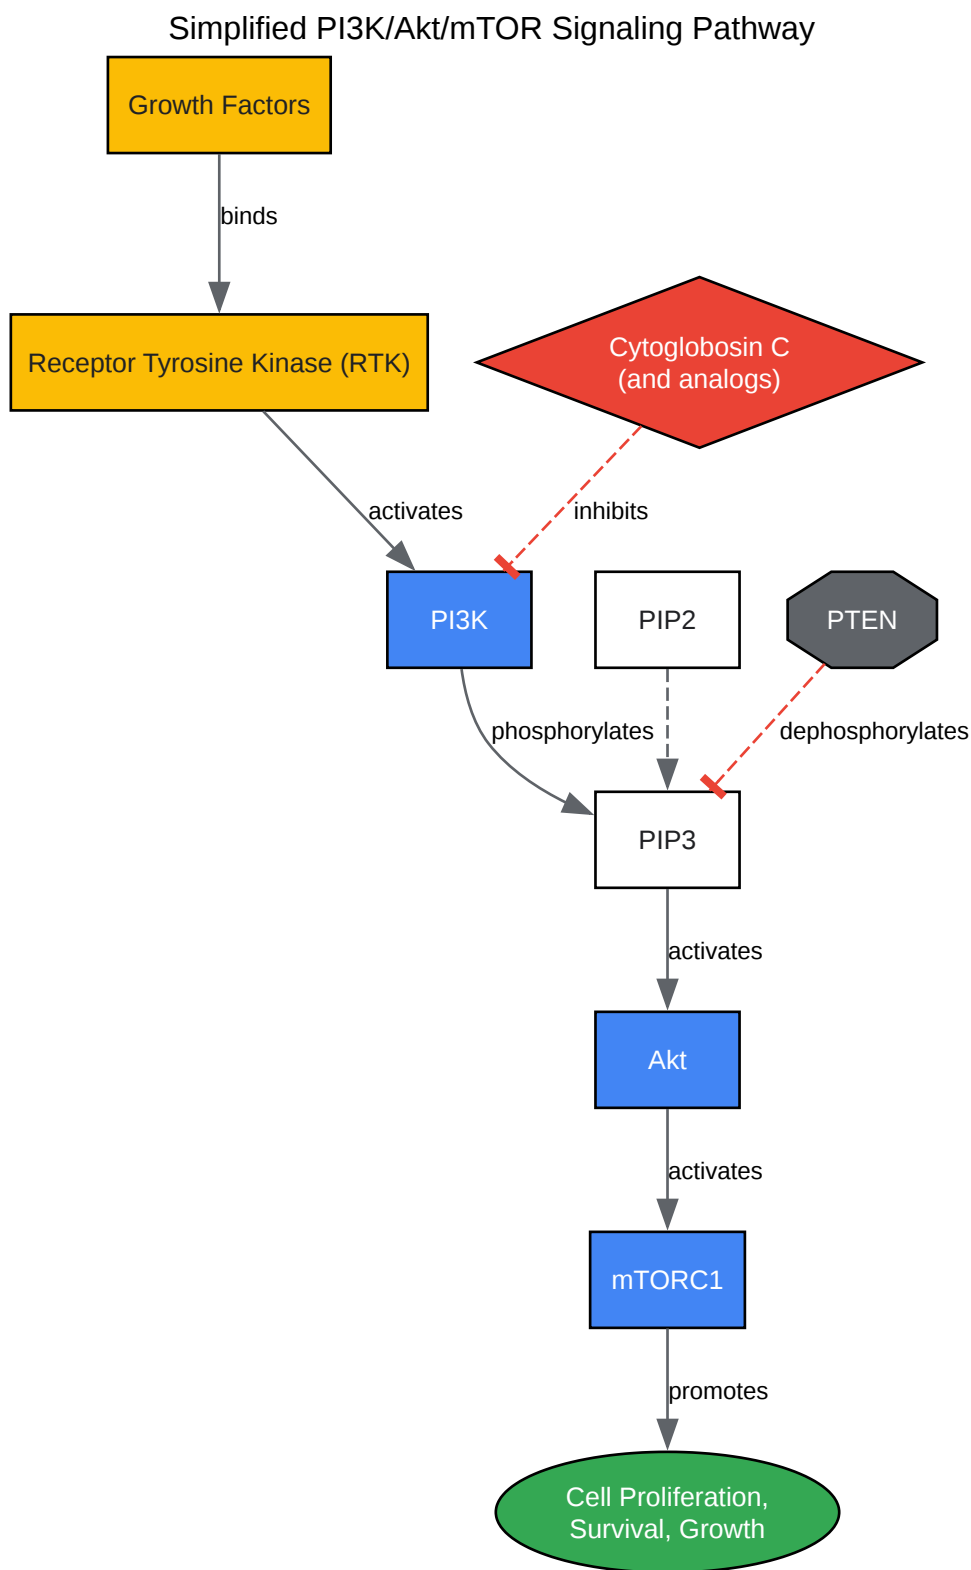 Simplified PI3K/Akt/mTOR Signaling Pathway
Growth Factors
binds
Receptor Tyrosine Kinase (RTK)
Cytoglobosin C
(and analogs)
activates
inhibits
PI3K
PIP2
PTEN
phosphorylates
dephosphorylates
PIP3
activates
Akt
activates
mTORC1
promotes
Cell Proliferation,
Survival, Growth